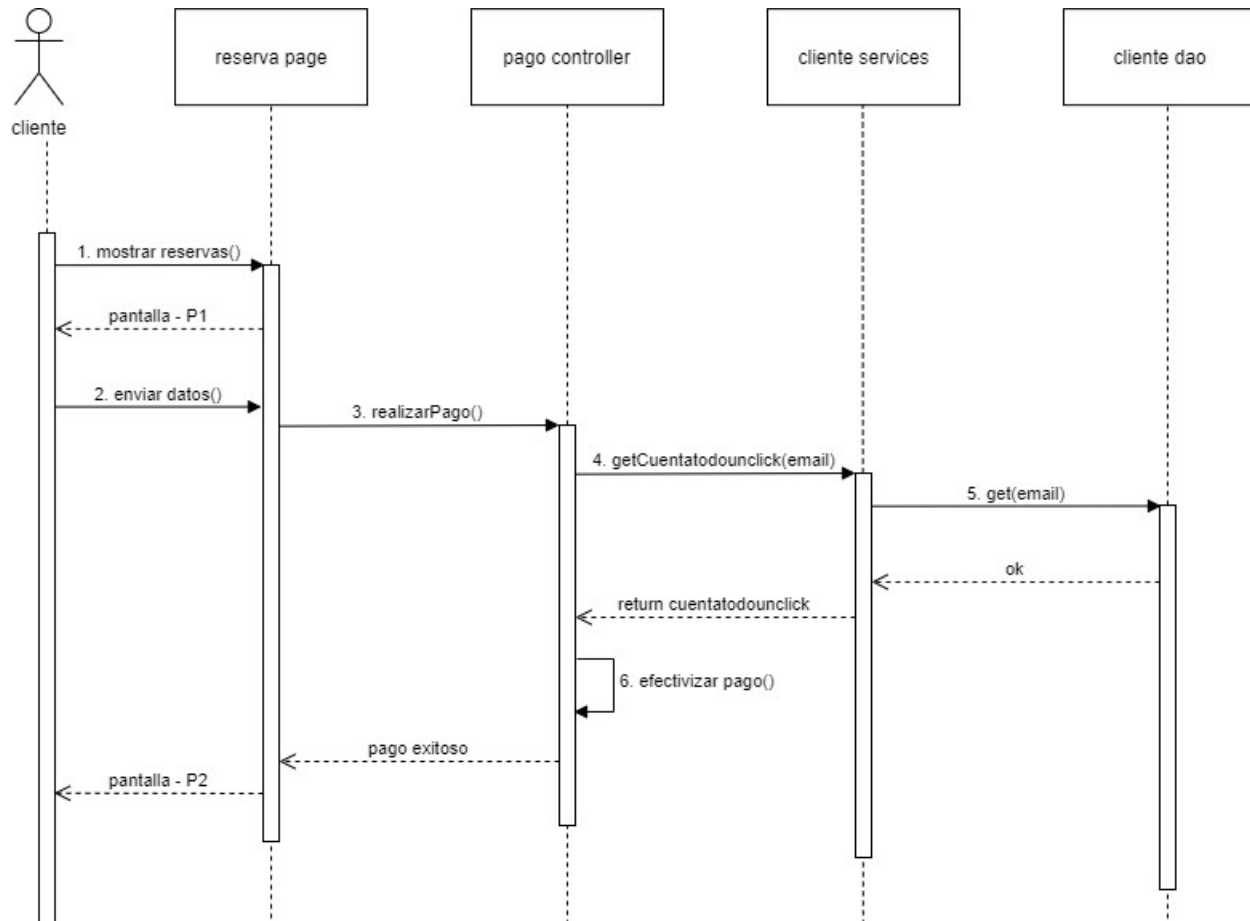 reserva page
pago controller
cliente services
cliente dao
cliente
1. mostrar reservas()
pantalla - P1
2. enviar datos()
3. realizarPago()
4. getCuentatodounclick(email)
5. get(email)
ok
return cuentatodounclick
6. efectivizar pago()
pago exitoso
pantalla - P2